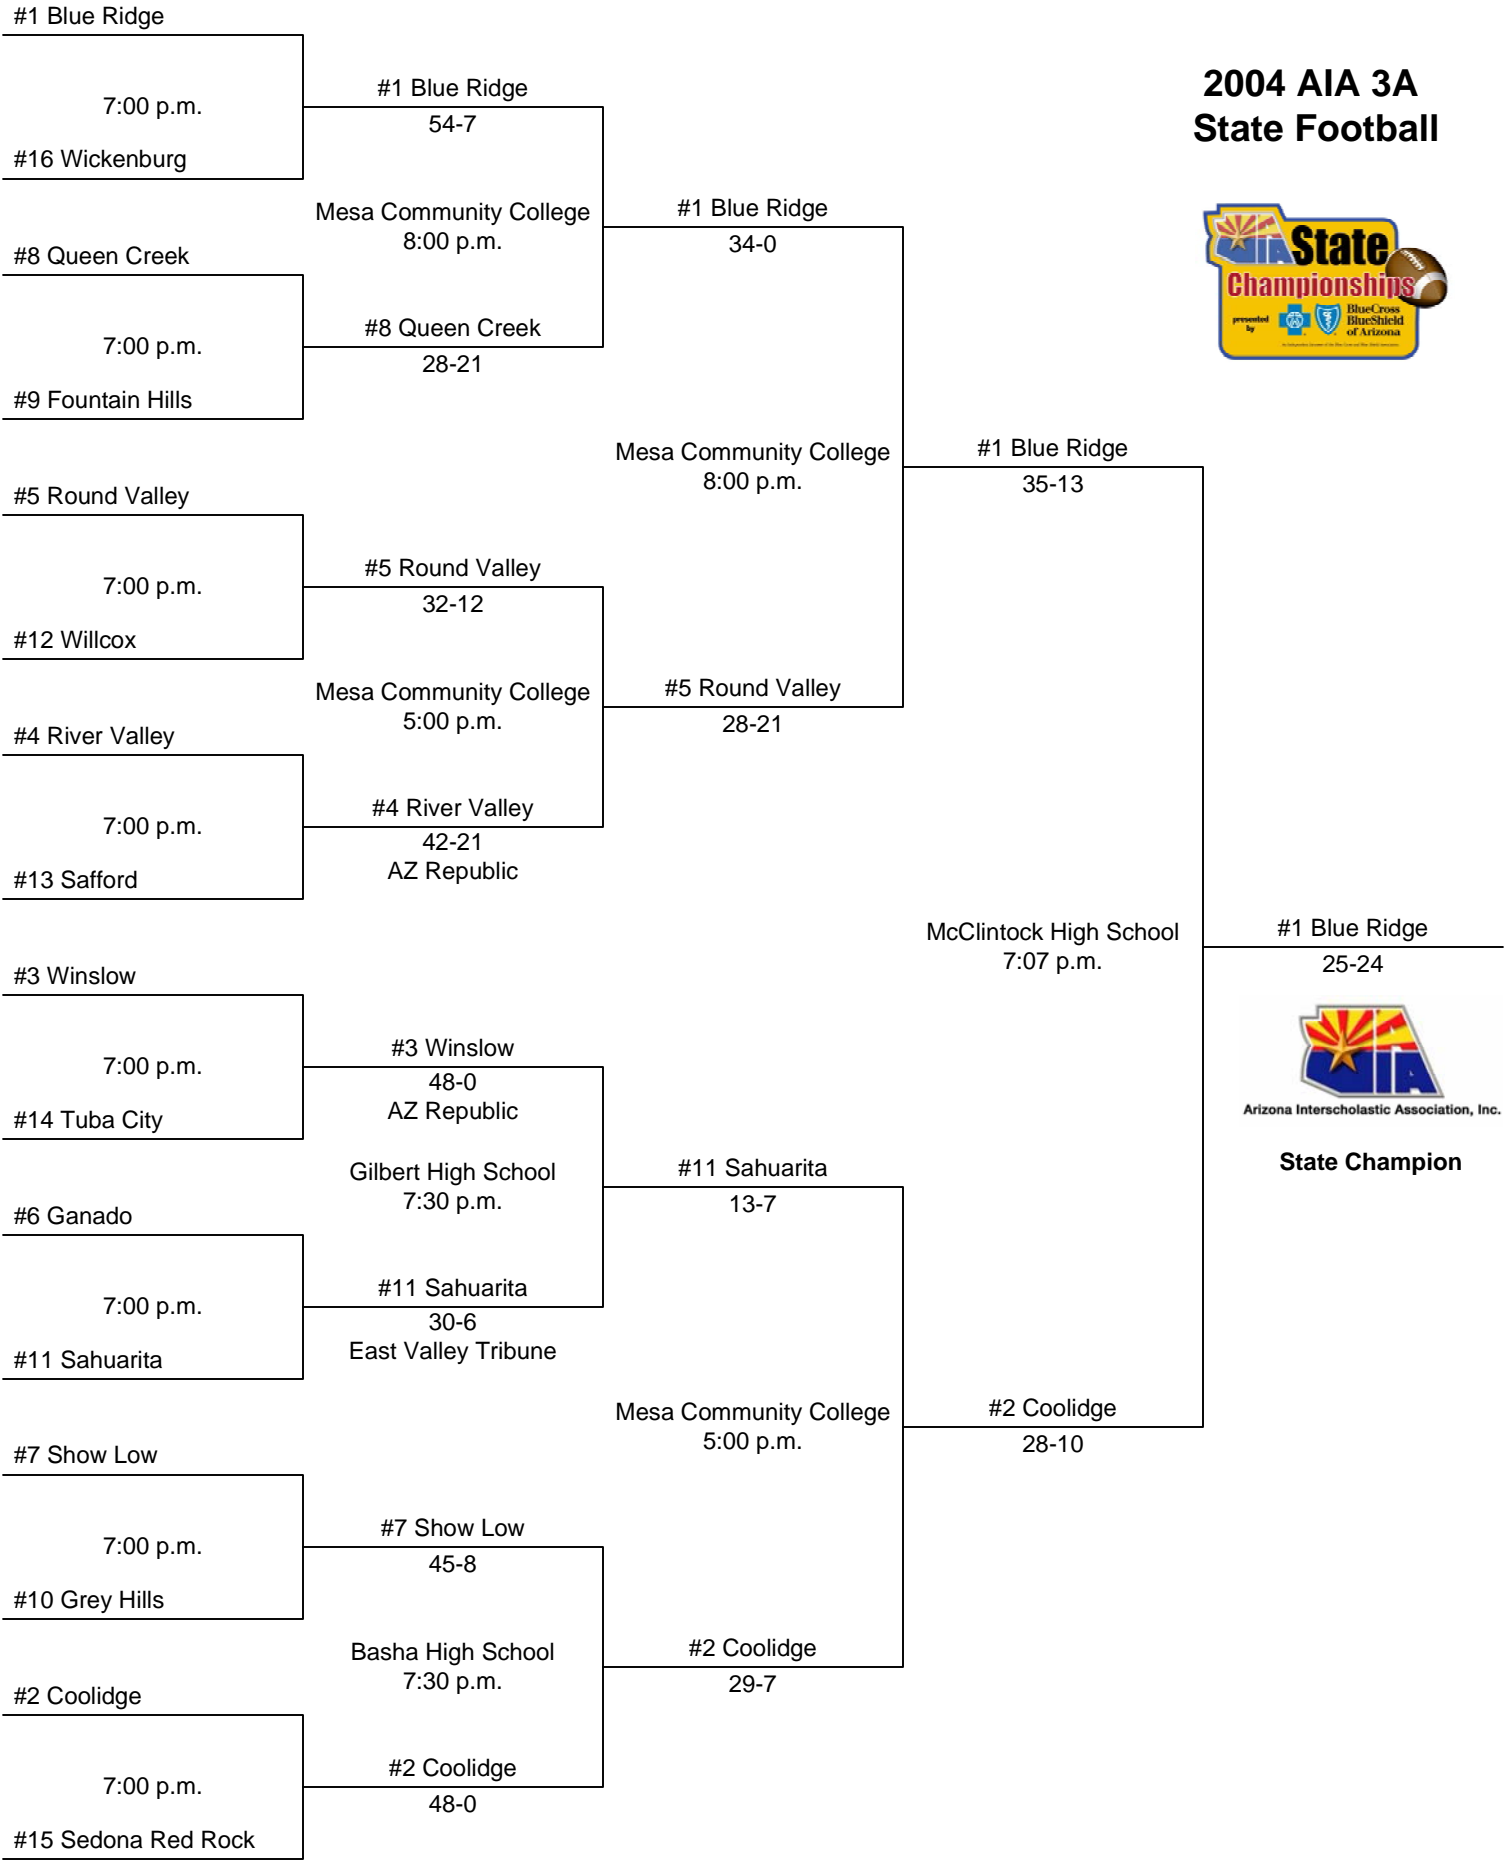 #1 Blue Ridge
7:00 p.m.
#16 Wickenburg
#8 Queen Creek
7:00 p.m.
#9 Fountain Hills
#5 Round Valley
7:00 p.m.
#12 Willcox
#4 River Valley
7:00 p.m.
#13 Safford
#3 Winslow
7:00 p.m.
#14 Tuba City
#6 Ganado
7:00 p.m.
#11 Sahuarita
#7 Show Low
7:00 p.m.
#10 Grey Hills
#2 Coolidge
7:00 p.m.
#15 Sedona Red Rock
#1 Blue Ridge
54-7
Mesa Community College
8:00 p.m.
#8 Queen Creek
28-21
#5 Round Valley
32-12
Mesa Community College
5:00 p.m.
#4 River Valley
42-21
AZ Republic
#3 Winslow
48-0
AZ Republic
Gilbert High School
7:30 p.m.
#11 Sahuarita
30-6
East Valley Tribune
#7 Show Low
45-8
Basha High School
7:30 p.m.
#2 Coolidge
48-0
#1 Blue Ridge
34-0
Mesa Community College
8:00 p.m.
#5 Round Valley
28-21
#11 Sahuarita
13-7
Mesa Community College
5:00 p.m.
#2 Coolidge
29-7
#1 Blue Ridge
35-13
McClintock High School
7:07 p.m.
#2 Coolidge
28-10
2004 AIA 3A
State Football
AIA State
Championships
presented
by
BlueCross
BlueShield
of Arizona
#1 Blue Ridge
25-24
AIA
Arizona Interscholastic Association, Inc.
State Champion